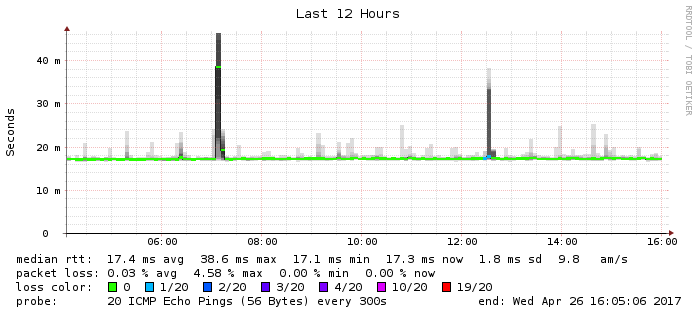 Last 12 Hours
RRDTOOL / TOBI OETIKER
Seconds
40 m
30 m
20 m
10 m
0
06:00 08:00 10:00 12:00 14:00 16:00
median rtt: 17.4 ms avg 38.6 ms max 17.1 ms min 17.3 ms now 1.8 ms sd 9.8 am/s
packet loss: 0.03 % avg 4.58 % max 0.00 % min 0.00 % now
loss color: 0 1/20 2/20 3/20 4/20 10/20 19/20
probe: 20 ICMP Echo Pings (56 Bytes) every 300s end: Wed Apr 26 16:05:06 2017